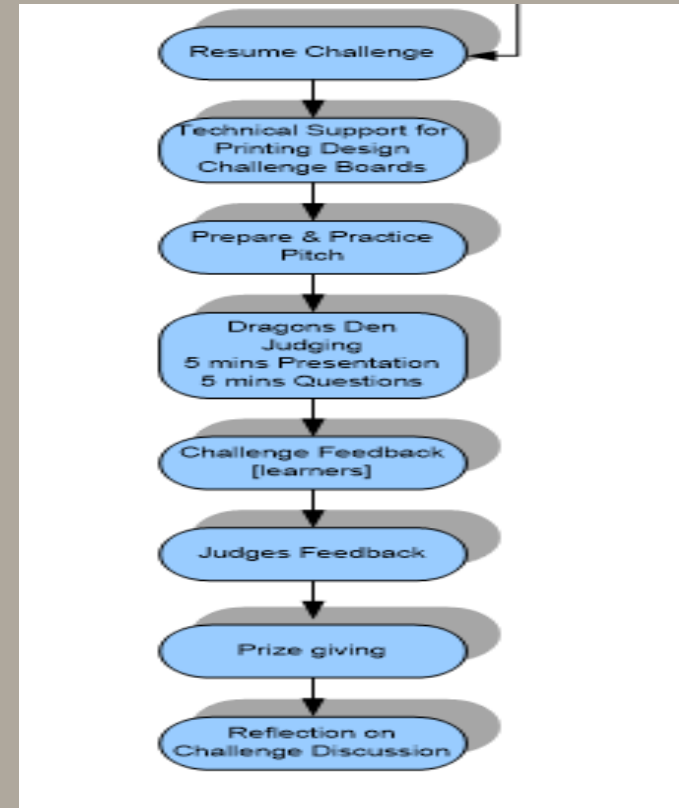 Resume Challenge
Technical Support for
Printing Design
Challenge Boards
Prepare & Practice
Pitch
Dragons Den
Judging
5 mins Presentation
5 mins Questions
Challenge Feedback
[learners]
Judges Feedback
Prize giving
Reflection on
Challenge Discussion